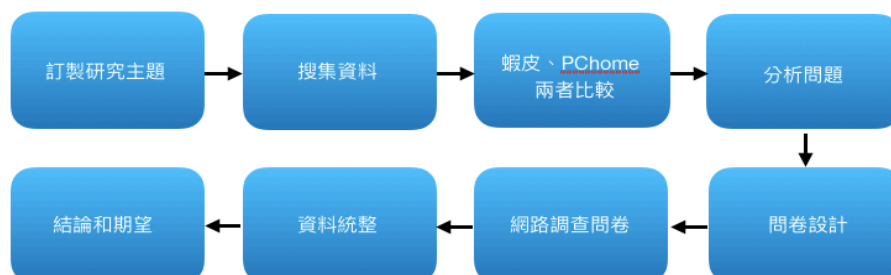 訂製研究主題
搜集資料
蝦皮、PChome
兩者比較
分析問題
問卷設計
網路調查問卷
資料統整
結論和期望